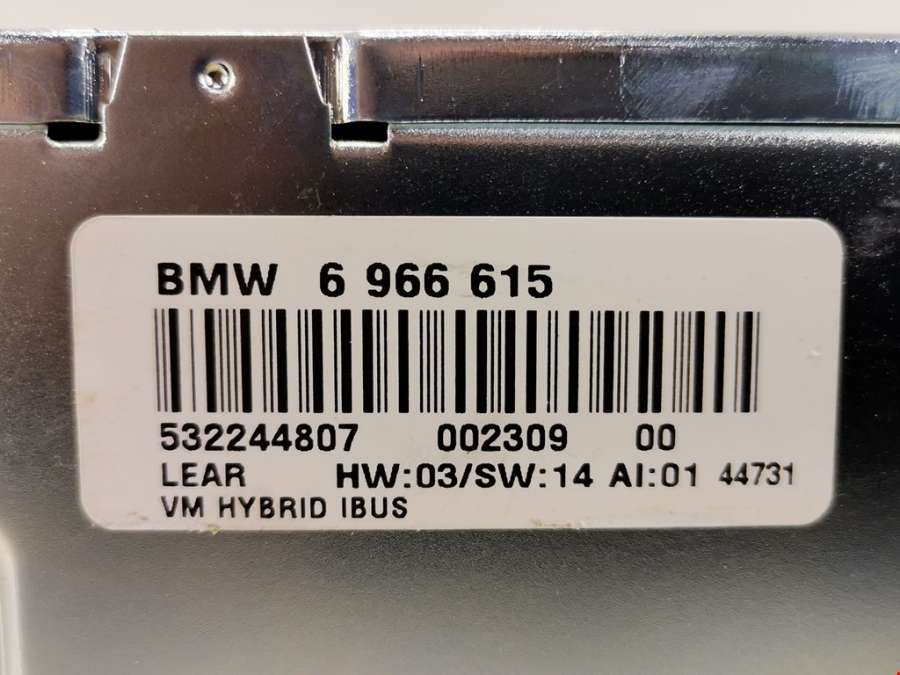 BMW 6 966 615
532244807 002309 00
LEAR HW:03/SW:14 AI:01 44731
VM HYBRID IBUS